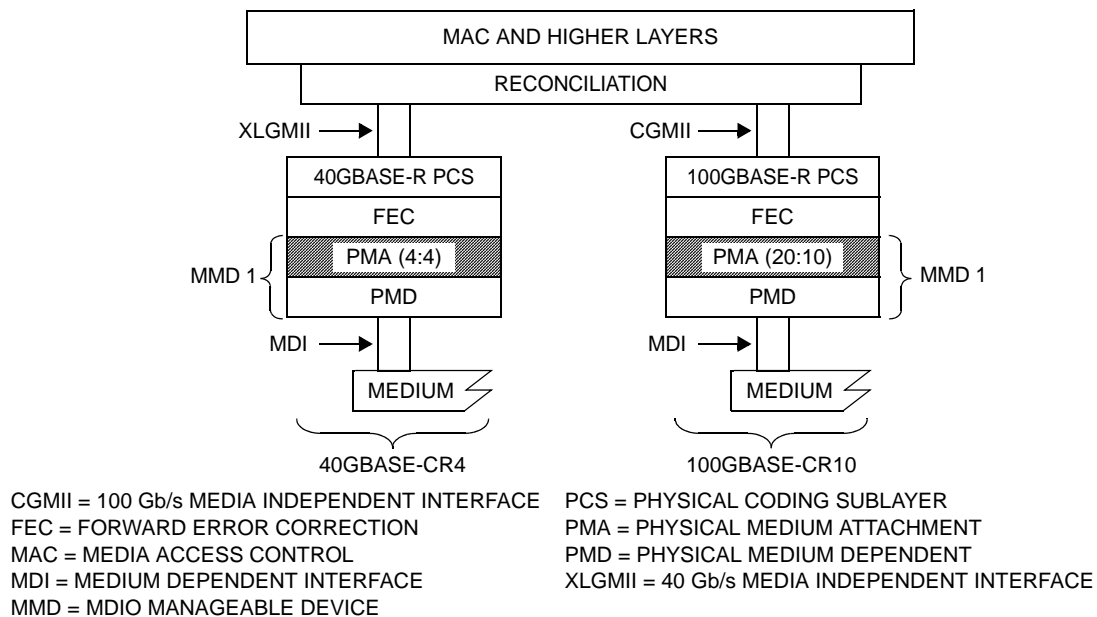 MAC AND HIGHER LAYERS
RECONCILIATION
XLGMII
CGMII
40GBASE-R PCS
100GBASE-R PCS
FEC
FEC
PMA (4:4)
PMA (20:10)
MMD 1
MMD 1
PMD
PMD
MDI
MDI
MEDIUM
MEDIUM
40GBASE-CR4
100GBASE-CR10
CGMII = 100 Gb/s MEDIA INDEPENDENT INTERFACE
FEC = FORWARD ERROR CORRECTION
MAC = MEDIA ACCESS CONTROL
MDI = MEDIUM DEPENDENT INTERFACE
MMD = MDIO MANAGEABLE DEVICE
PCS = PHYSICAL CODING SUBLAYER
PMA = PHYSICAL MEDIUM ATTACHMENT
PMD = PHYSICAL MEDIUM DEPENDENT
XLGMII = 40 Gb/s MEDIA INDEPENDENT INTERFACE